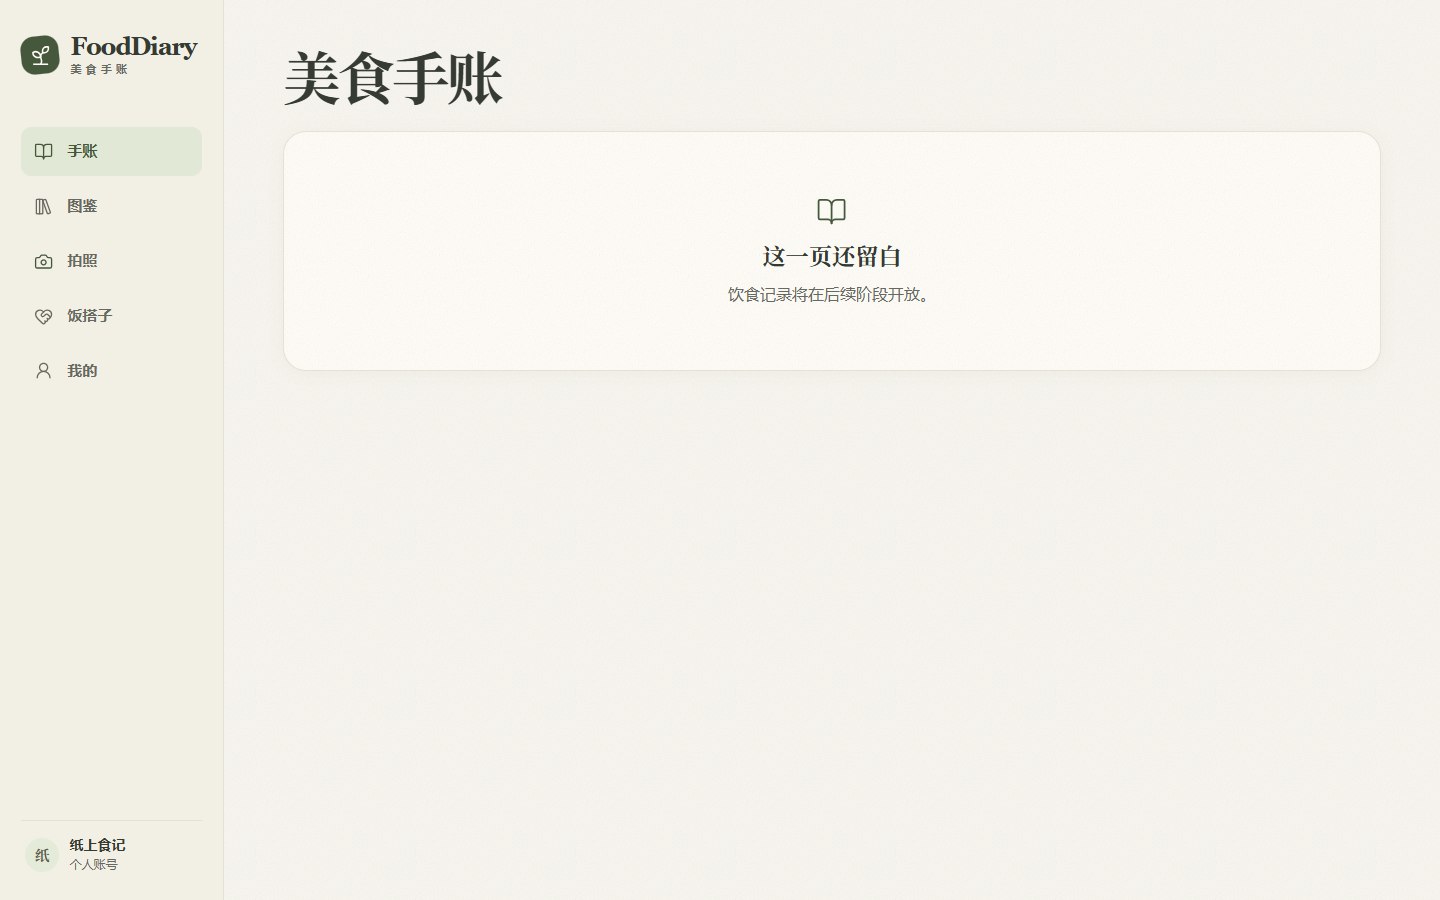 FoodDiary
美食手账
手账
图鉴
拍照
饭搭子
我的
纸
纸上食记
个人账号
美食手账
这一页还留白
饮食记录将在后续阶段开放。